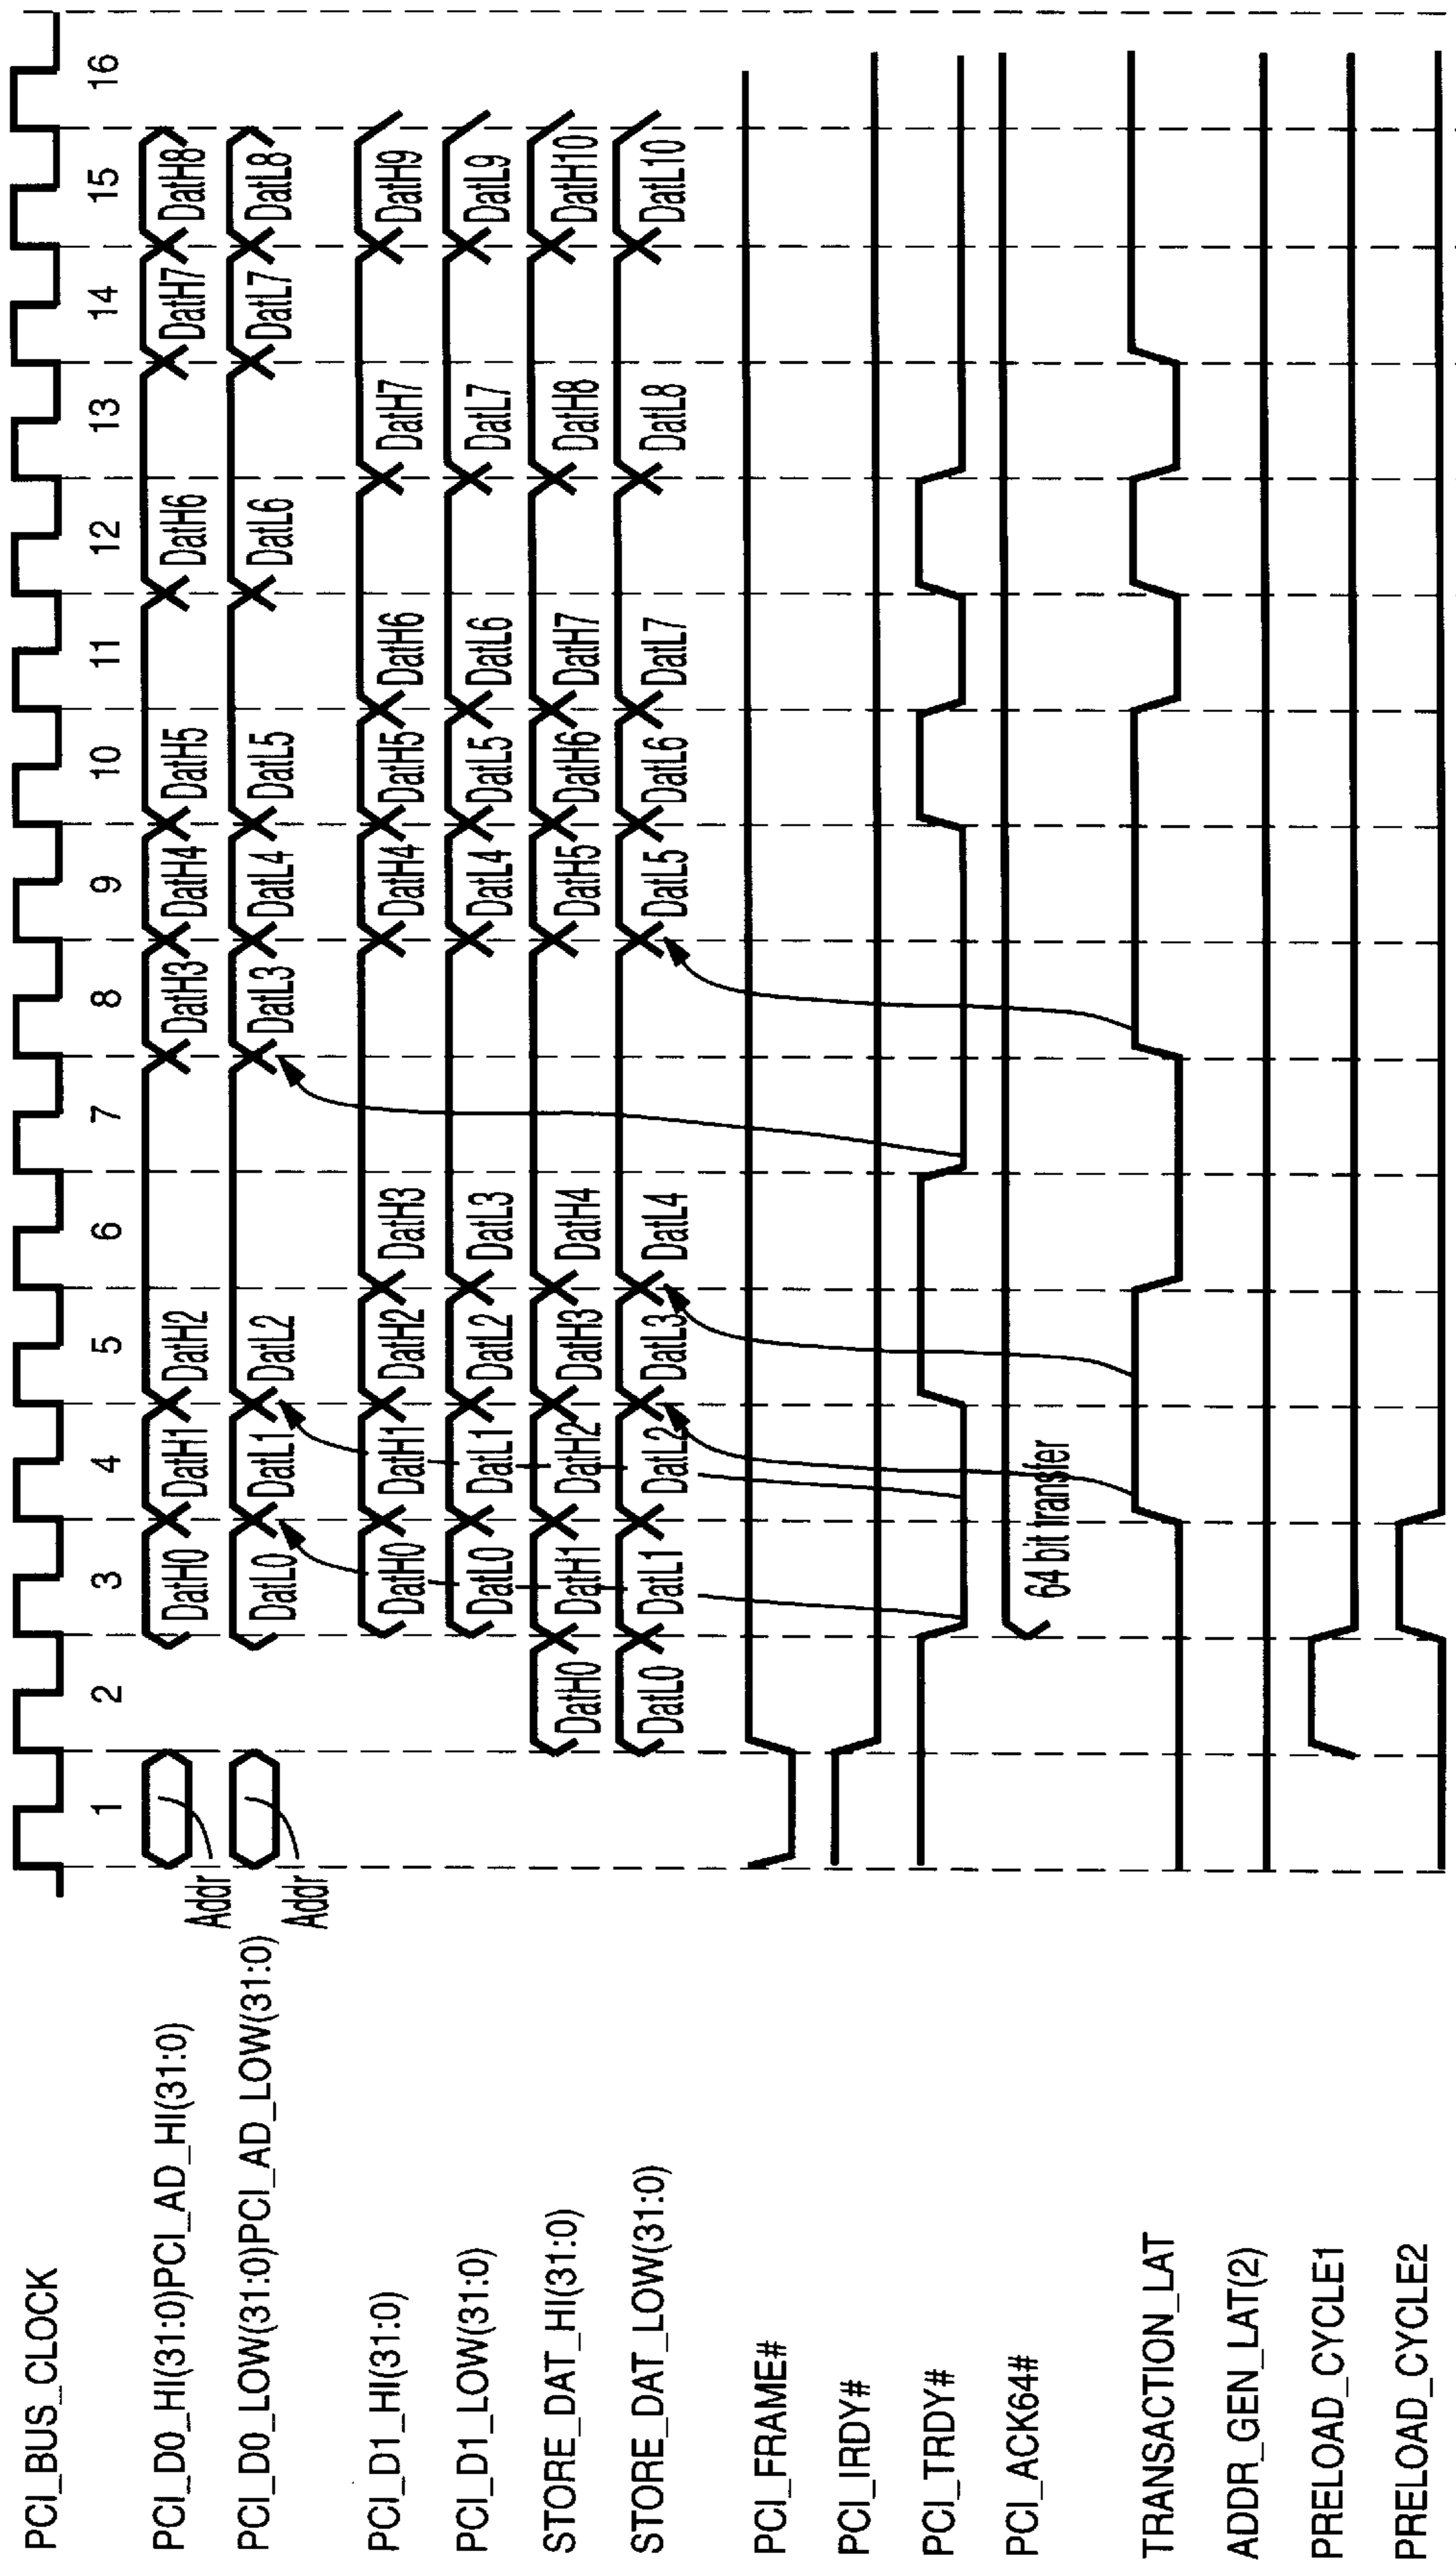 PCI_BUS_CLOCK 1 2 3 4 5 6 7 8 9 10 11 12 13 14 15 16
PCI_D0_HI(31:0)PCI_AD_HI(31:0) Addr DatH0 DatH1 DatH2 DatH3 DatH4 DatH5 DatH6 DatH7 DatH8
PCI_D0_LOW(31:0)PCI_AD_LOW(31:0) Addr DatL0 DatL1 DatL2 DatL3 DatL4 DatL5 DatL6 DatL7 DatL8
PCI_D1_HI(31:0) DatH0 DatH1 DatH2 DatH3 DatH4 DatH5 DatH6 DatH7 DatH9
PCI_D1_LOW(31:0) DatL0 DatL1 DatL2 DatL3 DatL4 DatL5 DatL6 DatL7 DatL9
STORE_DAT_HI(31:0) DatH0 DatH1 DatH2 DatH3 DatH4 DatH5 DatH6 DatH7 DatH8 DatH10
STORE_DAT_LOW(31:0) DatL0 DatL1 DatL2 DatL3 DatL4 DatL5 DatL6 DatL7 DatL8 DatL10
PCI_FRAME#
PCI_IRDY#
PCI_TRDY#
PCI_ACK64# 64 bit transfer
TRANSACTION_LAT
ADDR_GEN_LAT(2)
PRELOAD_CYCLE1
PRELOAD_CYCLE2